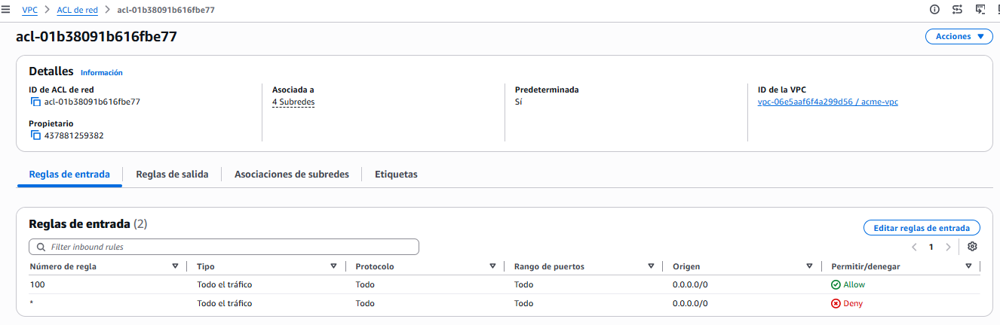 VPC > ACL de red > acl-01b38091b616fbe77
acl-01b38091b616fbe77
Acciones
Detalles Información
ID de ACL de red
acl-01b38091b616fbe77
Asociada a
4 Subredes
Predeterminada
Sí
ID de la VPC
vpc-06e5aaf6f4a299d56 / acme-vpc
Propietario
437881259382
Reglas de entrada Reglas de salida Asociaciones de subredes Etiquetas
Reglas de entrada (2)
Editar reglas de entrada
Filter inbound rules
1
Número de regla Tipo Protocolo Rango de puertos Origen Permitir/denegar
100 Todo el tráfico Todo Todo 0.0.0.0/0 Allow
* Todo el tráfico Todo Todo 0.0.0.0/0 Deny